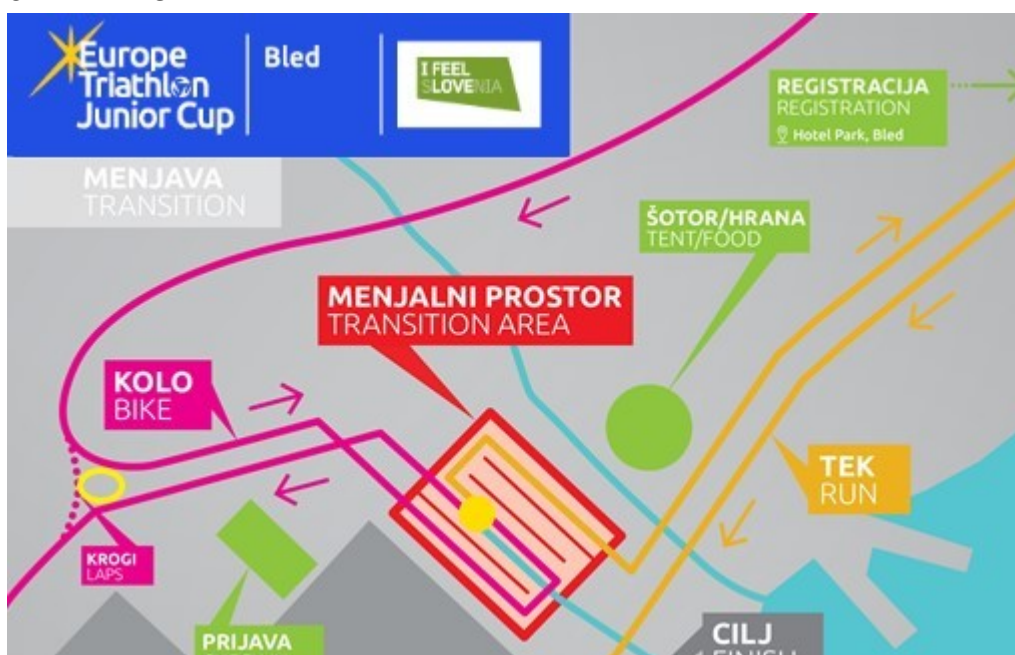 Europe
Triathlon
Junior Cup
Bled
I FEEL
SLOVENIA
REGISTRACIJA
REGISTRATION
Hotel Park, Bled
MENJAVA
TRANSITION
ŠOTOR/HRANA
TENT/FOOD
MENJALNI PROSTOR
TRANSITION AREA
KOLO
BIKE
TEK
RUN
KROGI
LAPS
PRIJAVA
CILJ
FINISH